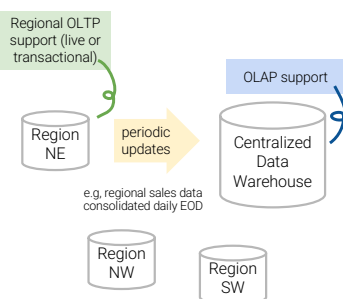 Regional OLTP
support (live or
transactional)
OLAP support
Region
NE
periodic
updates
Centralized
Data
Warehouse
e.g, regional sales data
consolidated daily EOD
Region
NW
Region
SW